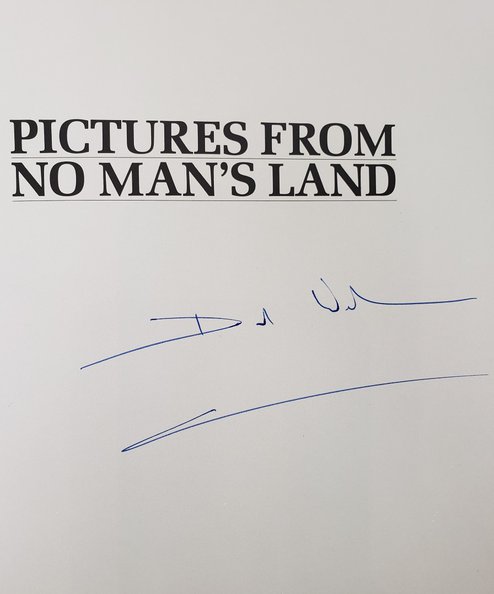 PICTURES FROM
NO MAN'S LAND